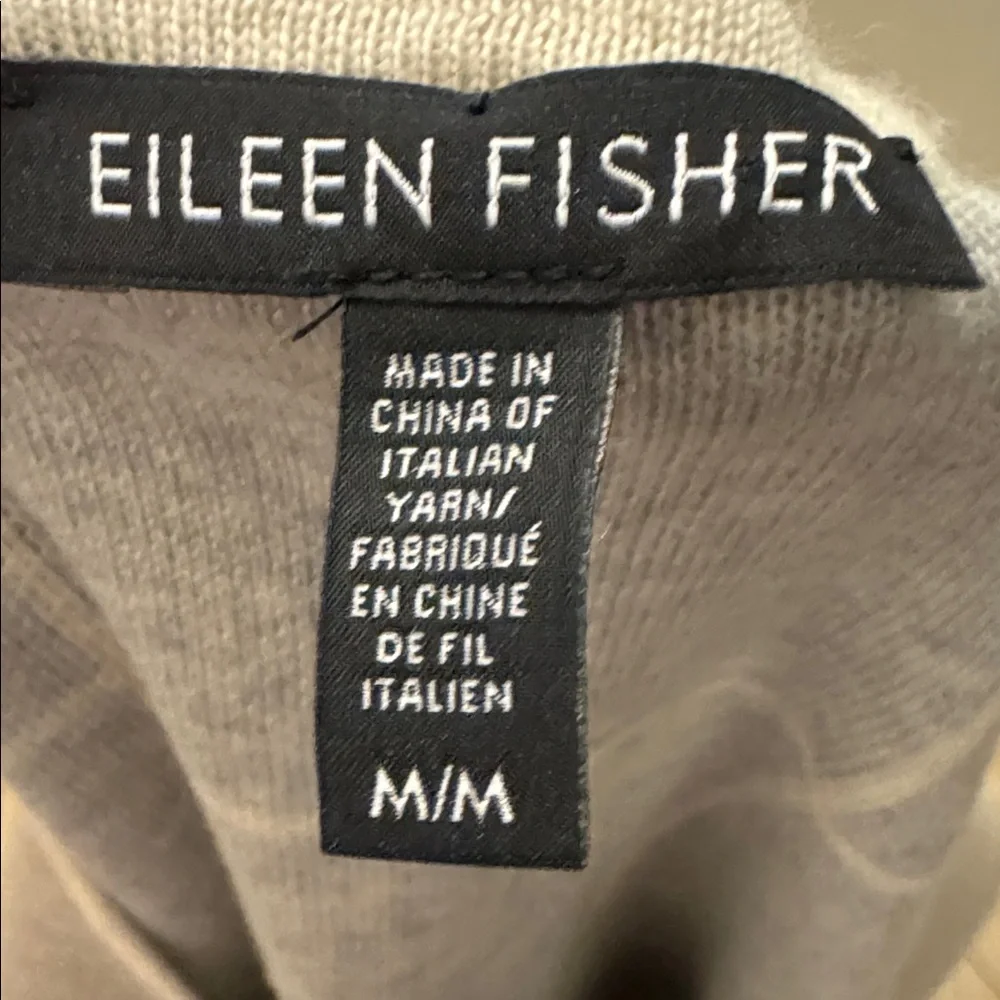 EILEEN FISHER
MADE IN
CHINA OF
ITALIAN
YARN/
FABRIQUÉ
EN CHINE
DE FIL
ITALIEN
M/M